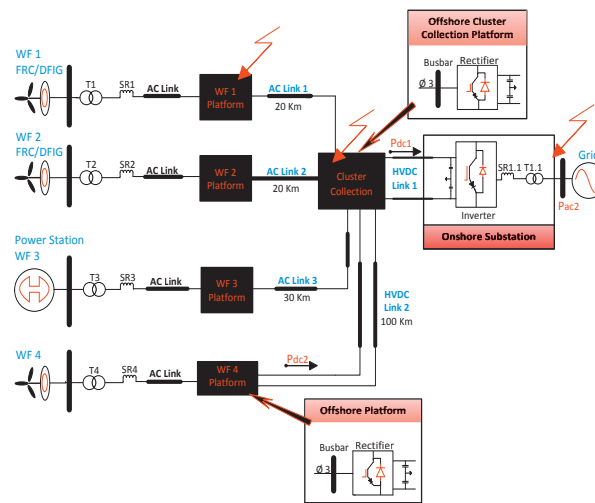 Offshore Cluster
Collection Platform
Busbar
Rectifier
Ø 3
WF 1
FRC/DFIG
T1
SR1
AC Link
WF 1
Platform
AC Link 1
20 Km
WF 2
FRC/DFIG
T2
SR2
AC Link
WF 2
Platform
AC Link 2
20 Km
Cluster
Collection
Pdc1
HVDC
Link 1
Inverter
SR1.1
T1.1
Grid
Pac2
Onshore Substation
Power Station
WF 3
T3
SR3
AC Link
WF 3
Platform
AC Link 3
30 Km
HVDC
Link 2
100 Km
WF 4
T4
SR4
AC Link
WF 4
Platform
Pdc2
Offshore Platform
Busbar
Rectifier
Ø 3